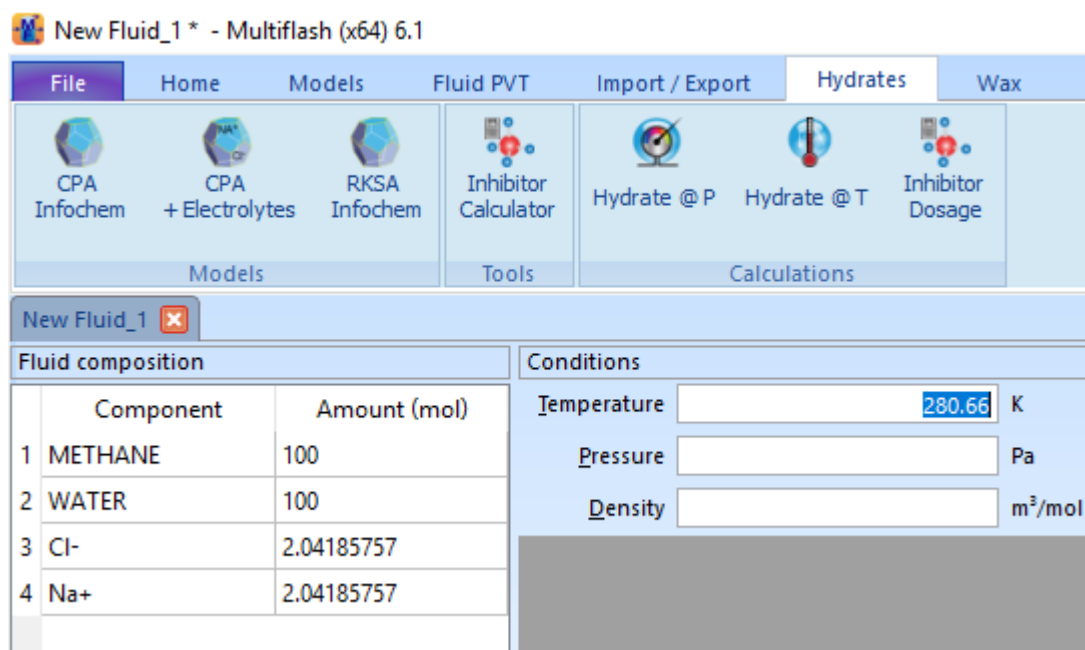 New Fluid_1 * - Multiflash (x64) 6.1
File Home Models Fluid PVT Import / Export Hydrates Wax
CPA Infochem
CPA + Electrolytes
RKSA Infochem
Inhibitor Calculator
Hydrate @ P
Hydrate @ T
Inhibitor Dosage
Models Tools Calculations
New Fluid_1
Fluid composition
Component Amount (mol)
1 METHANE 100
2 WATER 100
3 Cl- 2.04185757
4 Na+ 2.04185757
Conditions
Temperature 280.66 K
Pressure Pa
Density m³/mol